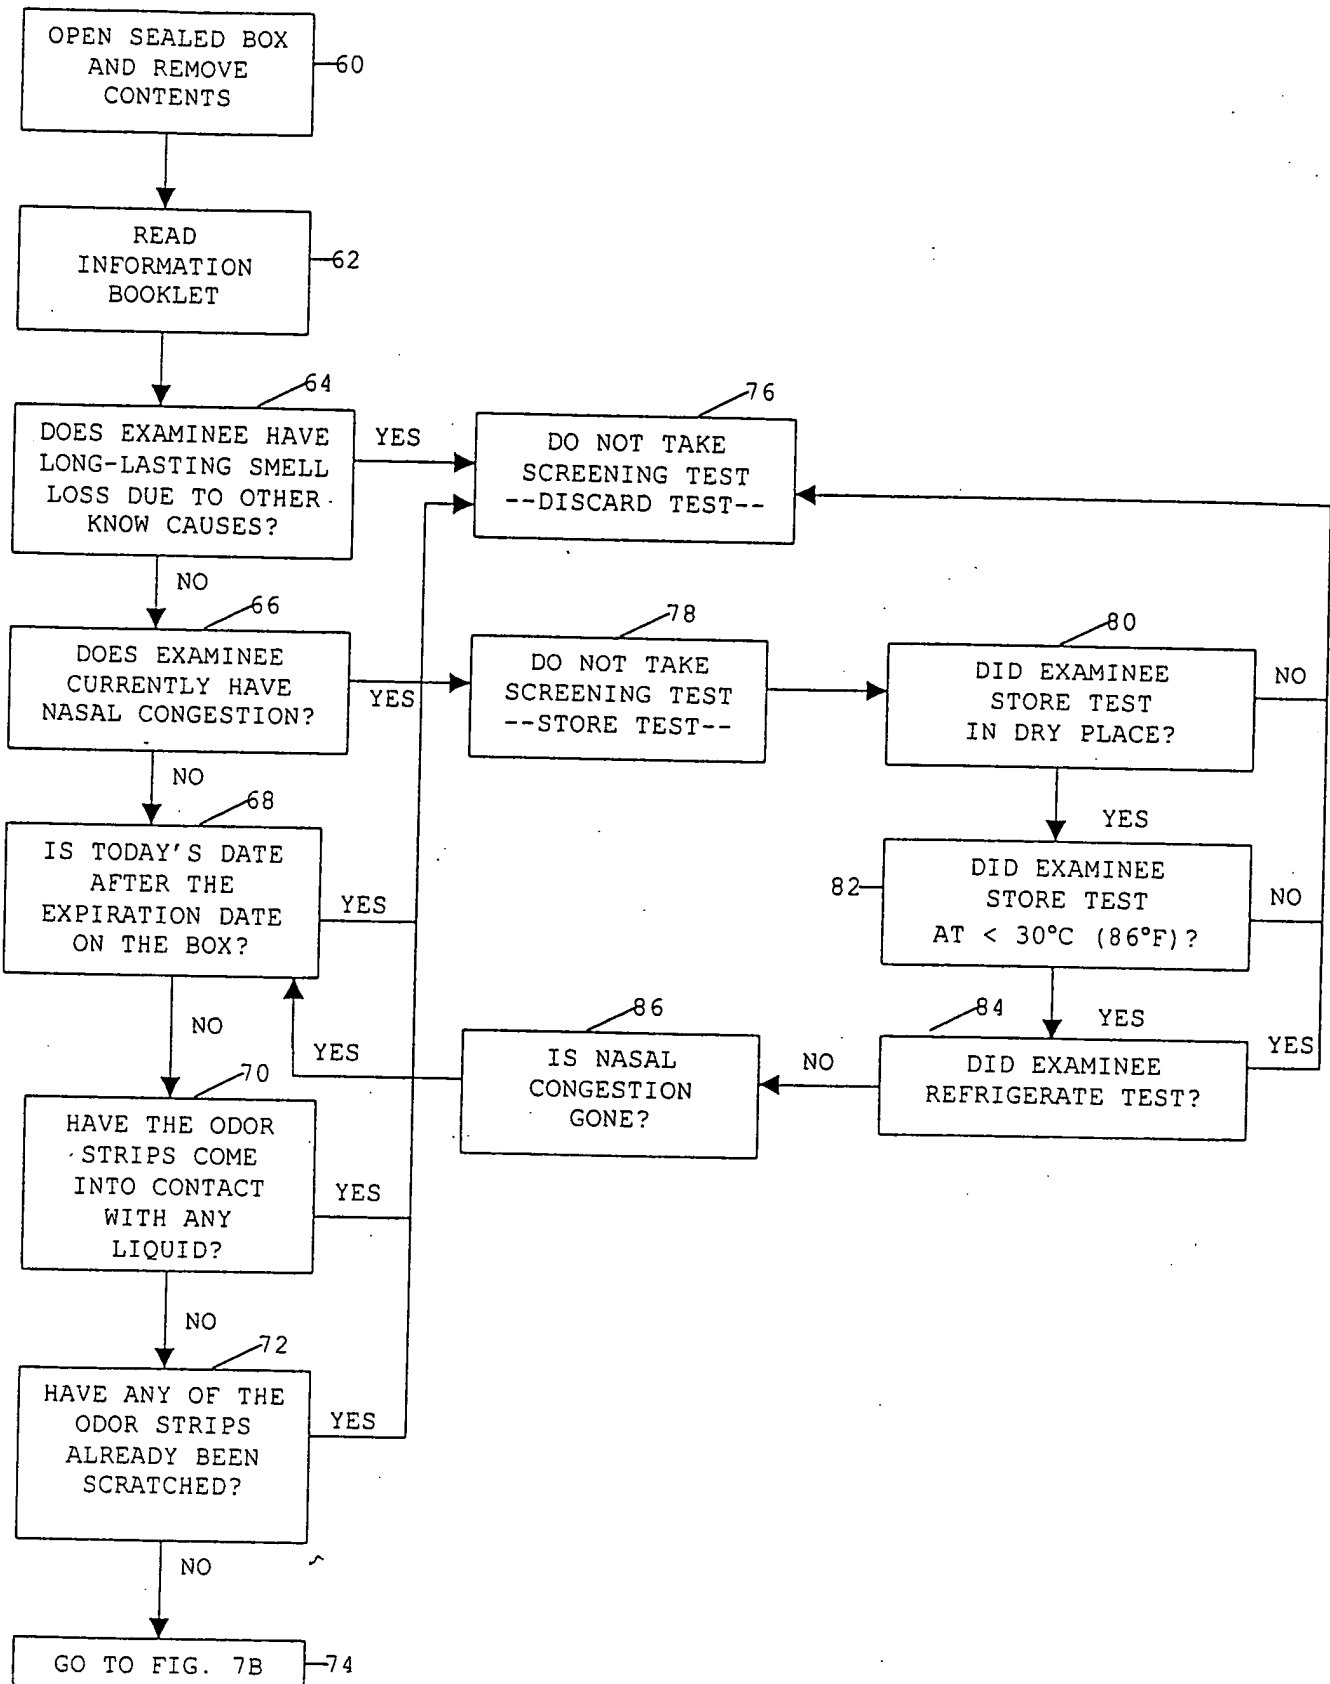 OPEN SEALED BOX
AND REMOVE
CONTENTS
60
READ
INFORMATION
BOOKLET
62
64
DOES EXAMINEE HAVE
LONG-LASTING SMELL
LOSS DUE TO OTHER
KNOW CAUSES?
YES
NO
76
DO NOT TAKE
SCREENING TEST
--DISCARD TEST--
66
DOES EXAMINEE
CURRENTLY HAVE
NASAL CONGESTION?
YES
NO
78
DO NOT TAKE
SCREENING TEST
--STORE TEST--
80
DID EXAMINEE
STORE TEST
IN DRY PLACE?
NO
YES
68
IS TODAY'S DATE
AFTER THE
EXPIRATION DATE
ON THE BOX?
YES
NO
82
DID EXAMINEE
STORE TEST
AT < 30°C (86°F)?
NO
YES
84
DID EXAMINEE
REFRIGERATE TEST?
YES
NO
86
IS NASAL
CONGESTION
GONE?
YES
70
HAVE THE ODOR
STRIPS COME
INTO CONTACT
WITH ANY
LIQUID?
YES
NO
72
HAVE ANY OF THE
ODOR STRIPS
ALREADY BEEN
SCRATCHED?
YES
NO
GO TO FIG. 7B
74